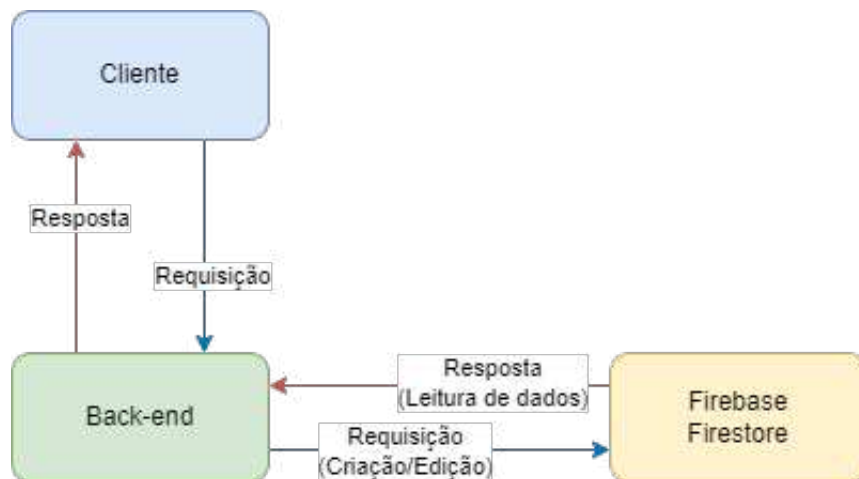 Cliente
Resposta
Requisição
Resposta
(Leitura de dados)
Back-end
Firebase
Firestore
Requisição
(Criação/Edição)